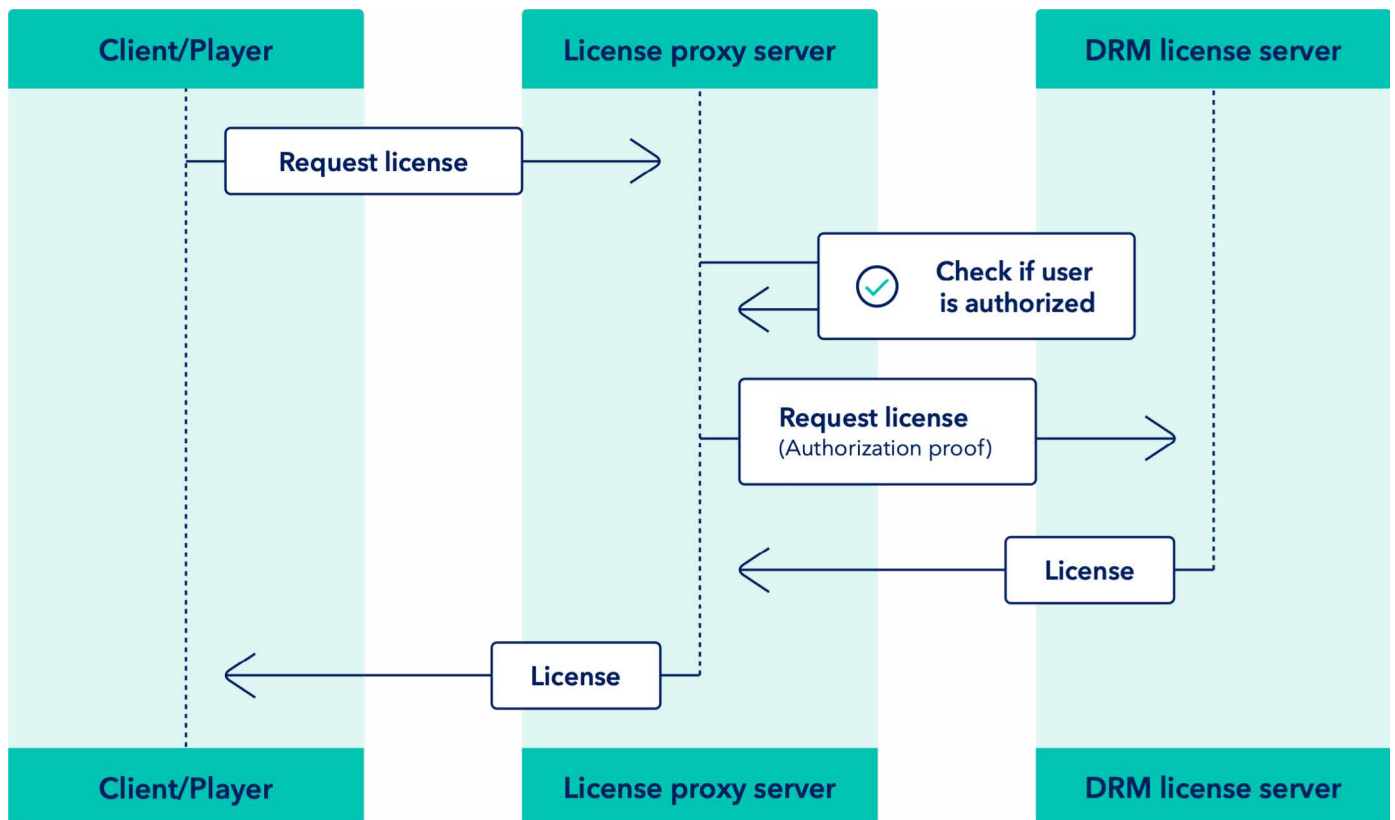 Client/Player
License proxy server
DRM license server
Request license
Check if user
is authorized
Request license
(Authorization proof)
License
License
Client/Player
License proxy server
DRM license server